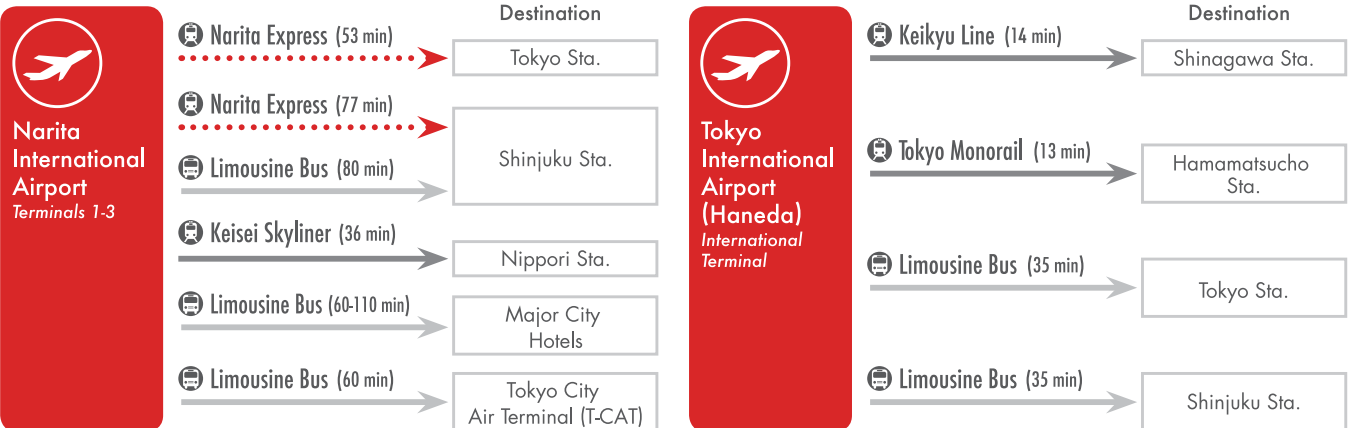 Narita
International
Airport
Terminals 1-3
Destination
Narita Express (53 min)
Tokyo Sta.
Narita Express (77 min)
Limousine Bus (80 min)
Shinjuku Sta.
Keisei Skyliner (36 min)
Nippori Sta.
Limousine Bus (60-110 min)
Major City
Hotels
Limousine Bus (60 min)
Tokyo City
Air Terminal (T-CAT)
Tokyo
International
Airport
(Haneda)
International
Terminal
Destination
Keikyu Line (14 min)
Shinagawa Sta.
Tokyo Monorail (13 min)
Hamamatsucho
Sta.
Limousine Bus (35 min)
Tokyo Sta.
Limousine Bus (35 min)
Shinjuku Sta.